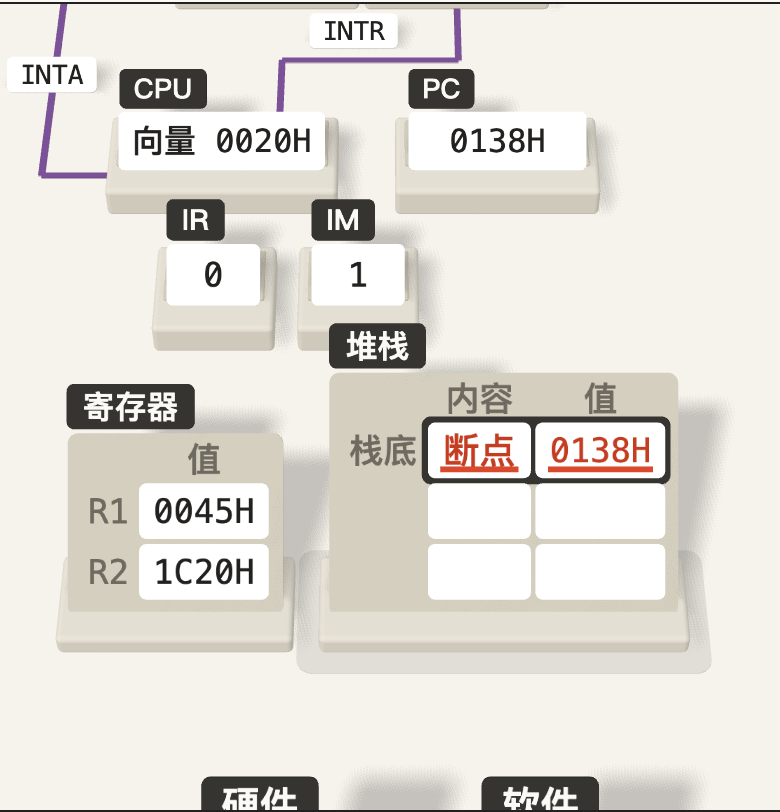 INTR
INTA
CPU
PC
向量 0020H
0138H
IR
IM
0
1
堆栈
寄存器
内容 值
栈底 断点 0138H
值
R1 0045H
R2 1C20H
硬件
软件